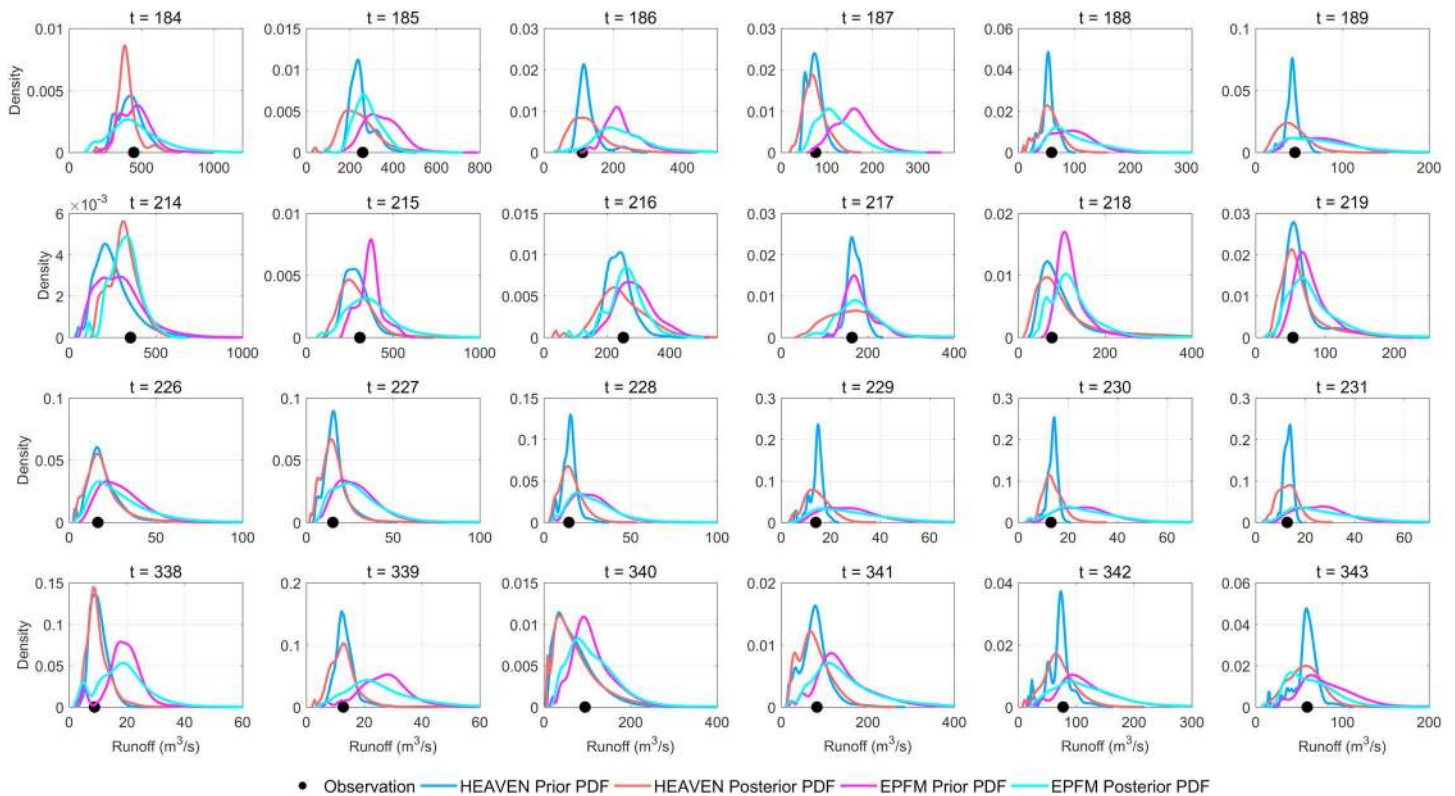 t = 184 t = 185 t = 186 t = 187 t = 188 t = 189
0.01 0.015 0.03 0.03 0.06 0.1
0.01 0.02 0.02 0.04
Density 0.005 0.05
0.005 0.01 0.01 0.02
0 0 0 0 0 0
0 500 1000 200 400 600 800 0 200 400 0 100 200 300 0 100 200 300 0 100 200
t = 214 t = 215 t = 216 t = 217 t = 218 t = 219
×10⁻³
6 0.01 0.015 0.03 0.02 0.03
4 0.01 0.02 0.02
Density 0.005 0.01
2 0.005 0.01 0.01
0 0 0 0 0 0
0 500 1000 0 500 1000 0 200 400 0 200 400 0 200 400 0 100 200
t = 226 t = 227 t = 228 t = 229 t = 230 t = 231
0.1 0.1 0.15 0.3 0.3 0.3
0.1 0.2 0.2 0.2
Density 0.05 0.05
0.05 0.1 0.1 0.1
0 0 0 0 0 0
0 50 100 0 50 100 0 50 100 0 20 40 60 0 20 40 60 0 20 40 60
t = 338 t = 339 t = 340 t = 341 t = 342 t = 343
0.15 0.2 0.015 0.02 0.04 0.06
0.1 0.01 0.04
Density 0.1 0.01 0.02
0.05 0.005 0.02
0 0 0 0 0 0
0 20 40 60 0 20 40 60 0 200 400 0 200 400 0 100 200 300 0 100 200
Runoff (m³/s) Runoff (m³/s) Runoff (m³/s) Runoff (m³/s) Runoff (m³/s) Runoff (m³/s)
Observation HEAVEN Prior PDF HEAVEN Posterior PDF EPFM Prior PDF EPFM Posterior PDF